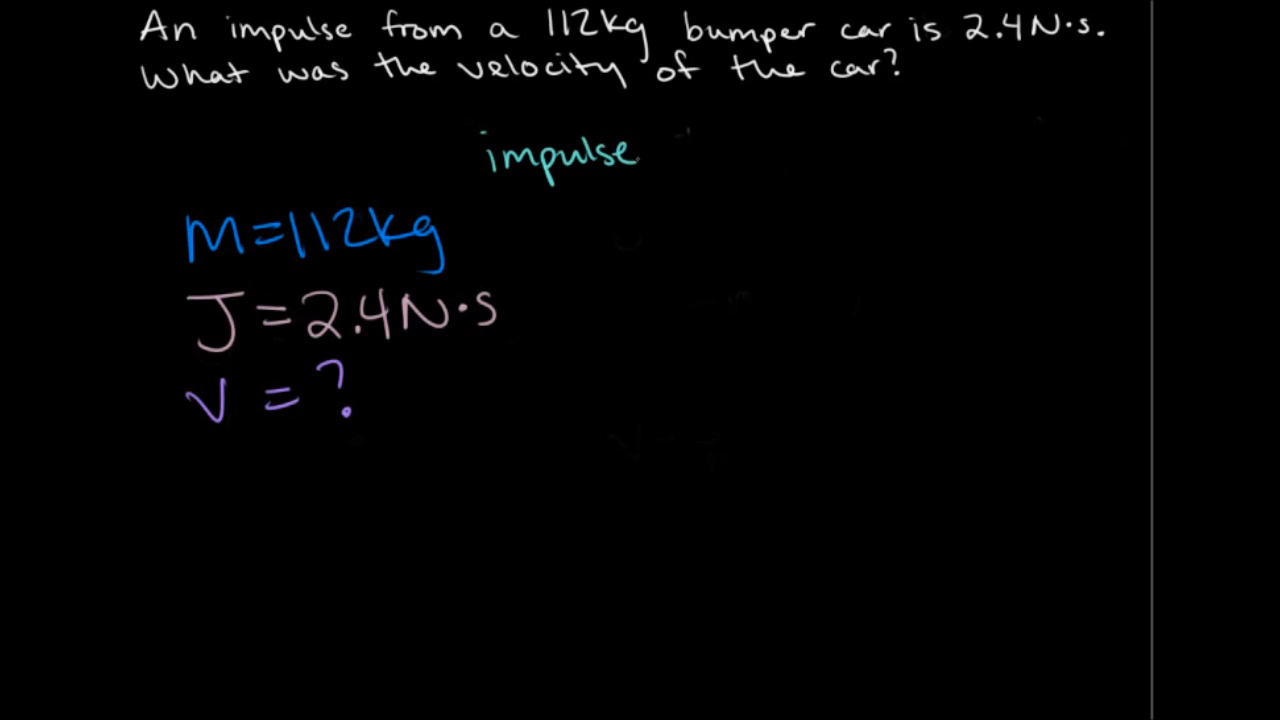 An impulse from a 112kg bumper car is 2.4N·s.
What was the velocity of the car?
impulse
M=112kg
J=2.4N·s
V=?